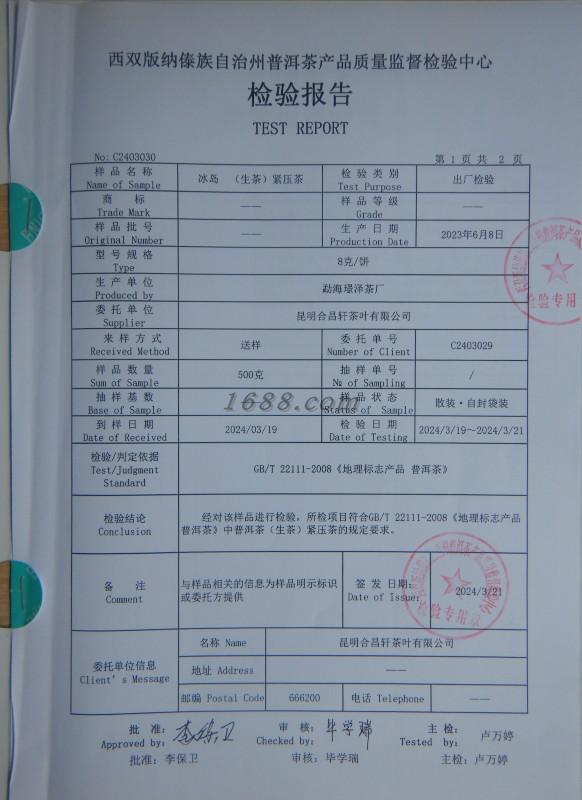 西双版纳傣族自治州普洱茶产品质量监督检验中心
检验报告
TEST REPORT
No: C2403030 第 1 页 共 2 页
样 品 名 称 冰岛 （生茶）紧压茶 检 验 类 别 出厂检验
Name of Sample Test Purpose
商 标 —— 样 品 等 级 ——
Trade Mark Grade
样 品 批 号 —— 生 产 日 期 2023年6月8日
Original Number Production Date
型 号 规 格 8克/饼
Type
生 产 单 位 勐海璟泽茶厂
Produced by
委 托 单 位 昆明合昌轩茶叶有限公司
Supplier
来 样 方 式 送样 委 托 单 号 C2403029
Received Method Number of Client
样 品 数 量 500克 抽 样 单 号 /
Sum of Sample № of Sampling
抽 样 基 数 样 品 状 态 散装·自封袋装
Base of Sample Status of Sample
1688.com
到 样 日 期 2024/03/19 检 验 日 期 2024/3/19~2024/3/21
Date of Received Date of Testing
检验/判定依据
Test/Judgment GB/T 22111-2008《地理标志产品 普洱茶》
Standard
检验结论 经对该样品进行检验，所检项目符合GB/T 22111-2008《地理标志产品
Conclusion 普洱茶》中普洱茶（生茶）紧压茶的规定要求。
备 注 与样品相关的信息为样品明示标识 签 发 日期: 2024/3/21
Comment 或委托方提供 Date of Issue:
委托单位信息
Client's Message
名称 Name 昆明合昌轩茶叶有限公司
地址 Address ——
邮编 Postal Code 666200 电话 Telephone ——
批 准: 李保卫 审 核: 毕学瑞 主 检: 卢万婷
Approved by: Checked by: Tested by:
批准: 李保卫 审核: 毕学瑞 主检: 卢万婷
检验专用
检验专用章